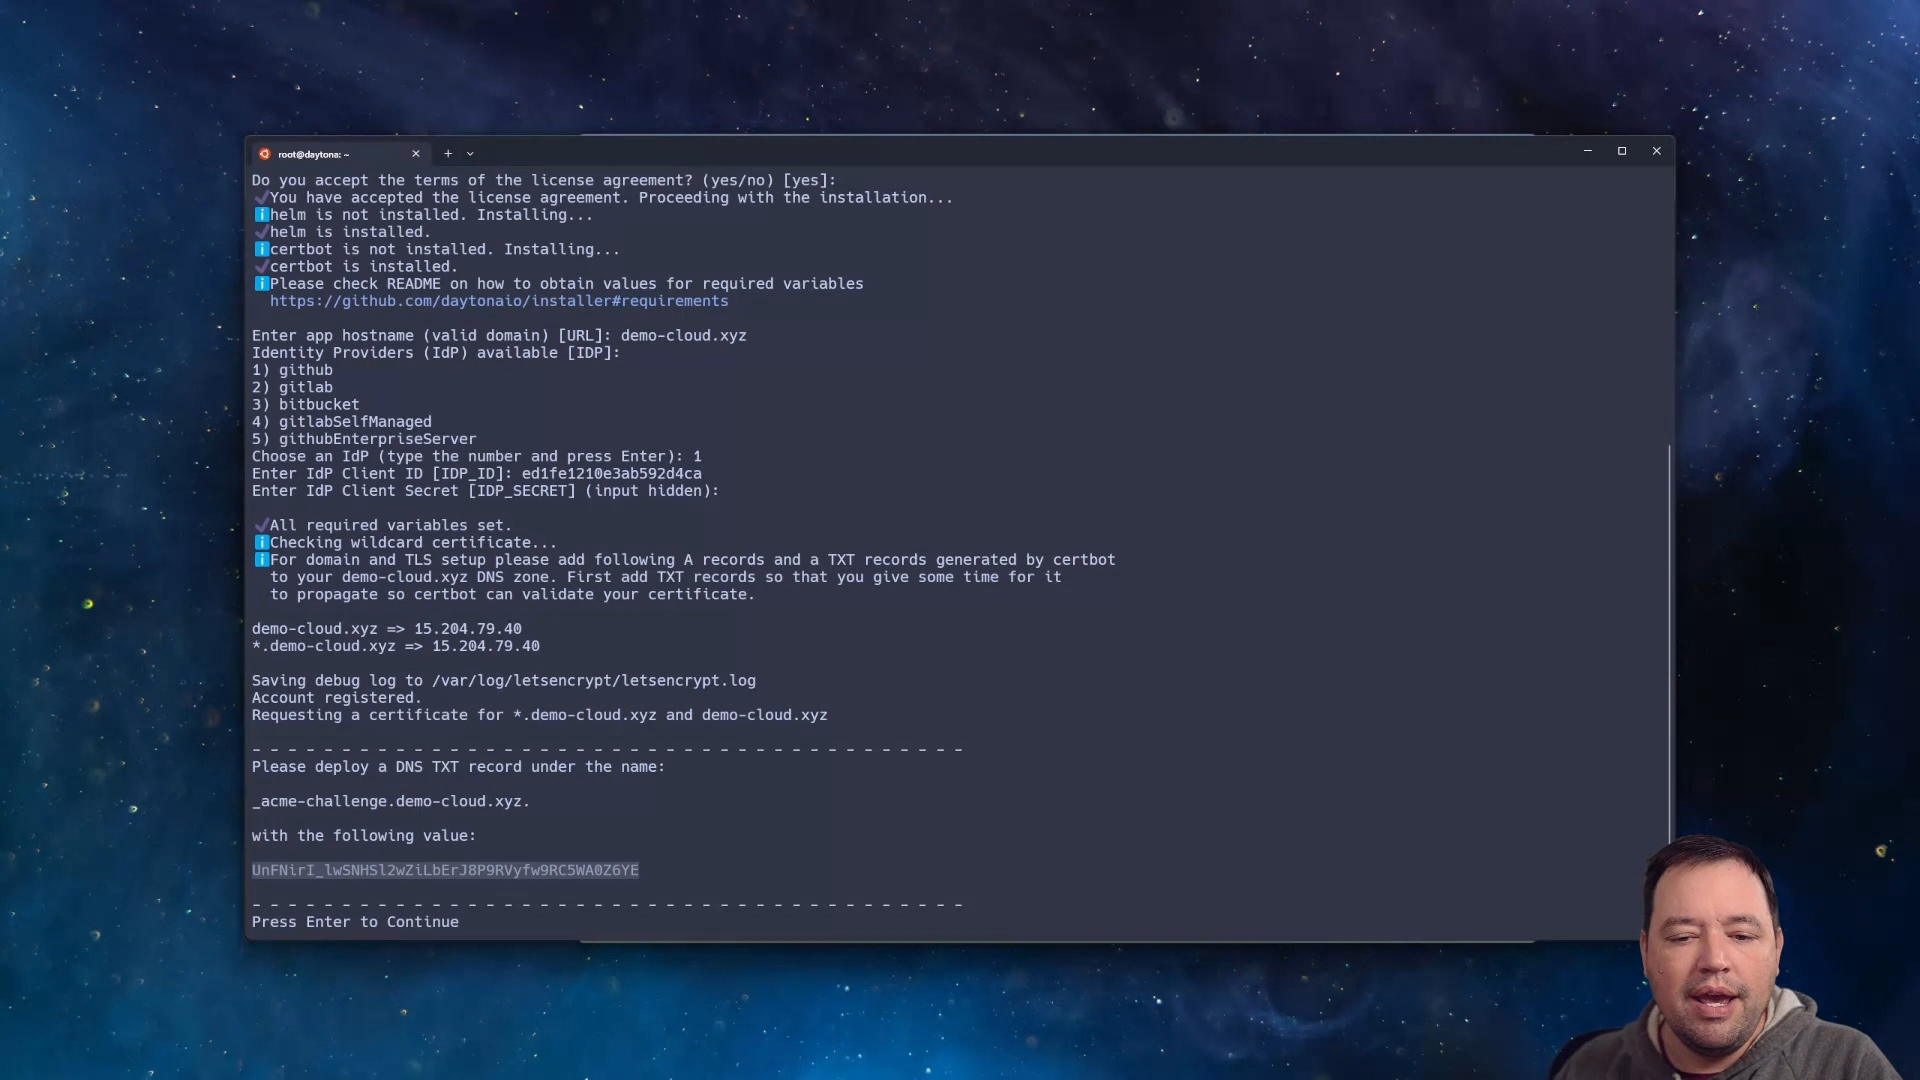 root@daytona: ~
Do you accept the terms of the license agreement? (yes/no) [yes]:
✔You have accepted the license agreement. Proceeding with the installation...
ℹhelm is not installed. Installing...
✔helm is installed.
ℹcertbot is not installed. Installing...
✔certbot is installed.
ℹPlease check README on how to obtain values for required variables
https://github.com/daytonaio/installer#requirements
Enter app hostname (valid domain) [URL]: demo-cloud.xyz
Identity Providers (IdP) available [IDP]:
1) github
2) gitlab
3) bitbucket
4) gitlabSelfManaged
5) githubEnterpriseServer
Choose an IdP (type the number and press Enter): 1
Enter IdP Client ID [IDP_ID]: ed1fe1210e3ab592d4ca
Enter IdP Client Secret [IDP_SECRET] (input hidden):
✔All required variables set.
ℹChecking wildcard certificate...
ℹFor domain and TLS setup please add following A records and a TXT records generated by certbot
to your demo-cloud.xyz DNS zone. First add TXT records so that you give some time for it
to propagate so certbot can validate your certificate.
demo-cloud.xyz => 15.204.79.40
*.demo-cloud.xyz => 15.204.79.40
Saving debug log to /var/log/letsencrypt/letsencrypt.log
Account registered.
Requesting a certificate for *.demo-cloud.xyz and demo-cloud.xyz
- - - - - - - - - - - - - - - - - - - - - - - - - - - - - - - - - - - - - - - -
Please deploy a DNS TXT record under the name:
_acme-challenge.demo-cloud.xyz.
with the following value:
UnFNirI_lwSNHSl2wZiLbErJ8P9RVyfw9RC5WA0Z6YE
- - - - - - - - - - - - - - - - - - - - - - - - - - - - - - - - - - - - - - - -
Press Enter to Continue